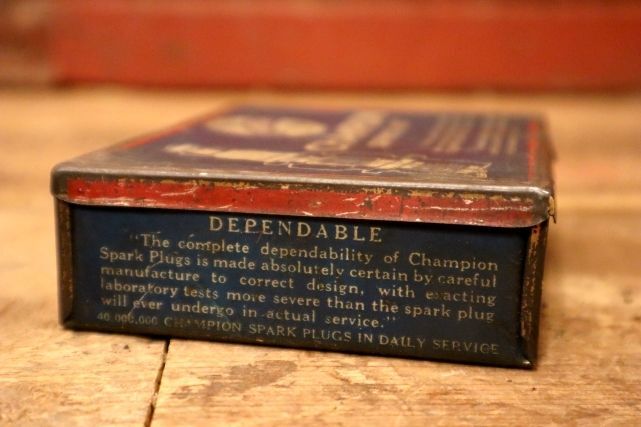 DEPENDABLE
"The complete dependability of Champion
Spark Plugs is made absolutely certain by careful
manufacture to correct design, with exacting
laboratory tests more severe than the spark plug
will ever undergo in actual service."
40,000,000 CHAMPION SPARK PLUGS IN DAILY SERVICE